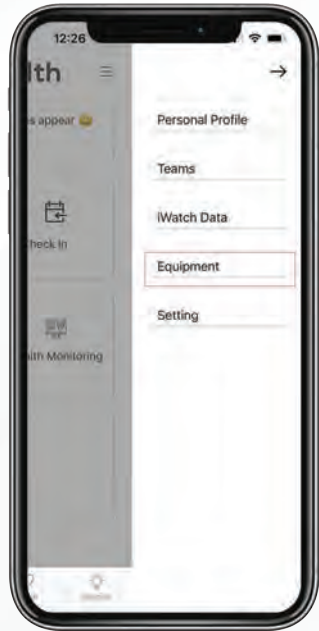 12:26
lth
s appear 😀
Personal Profile
Teams
iWatch Data
heck In
Equipment
Setting
lth Monitoring